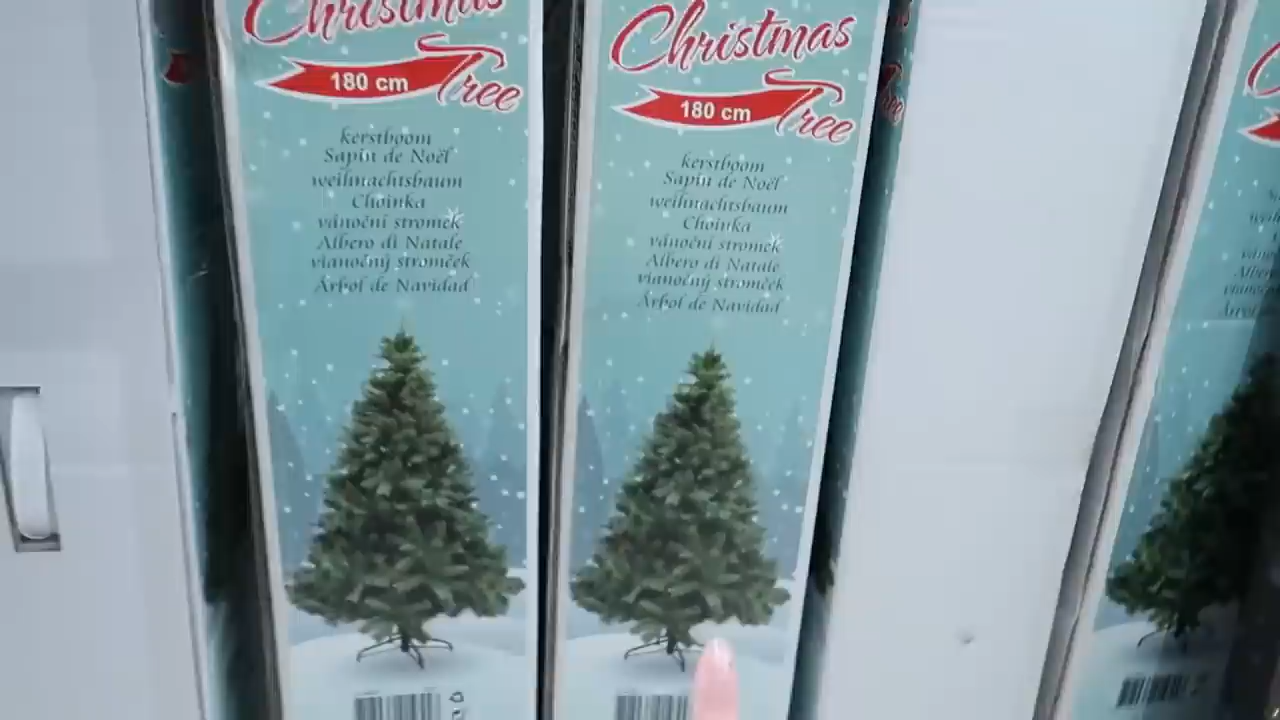 Christmas
180 cm Tree
kerstboom
Sapin de Noël
weihnachtsbaum
Choinka
vánoční stromek
Albero di Natale
vianočný stromček
Árbol de Navidad
Christmas
180 cm Tree
kerstboom
Sapin de Noël
weihnachtsbaum
Choinka
vánoční stromek
Albero di Natale
vianočný stromček
Árbol de Navidad